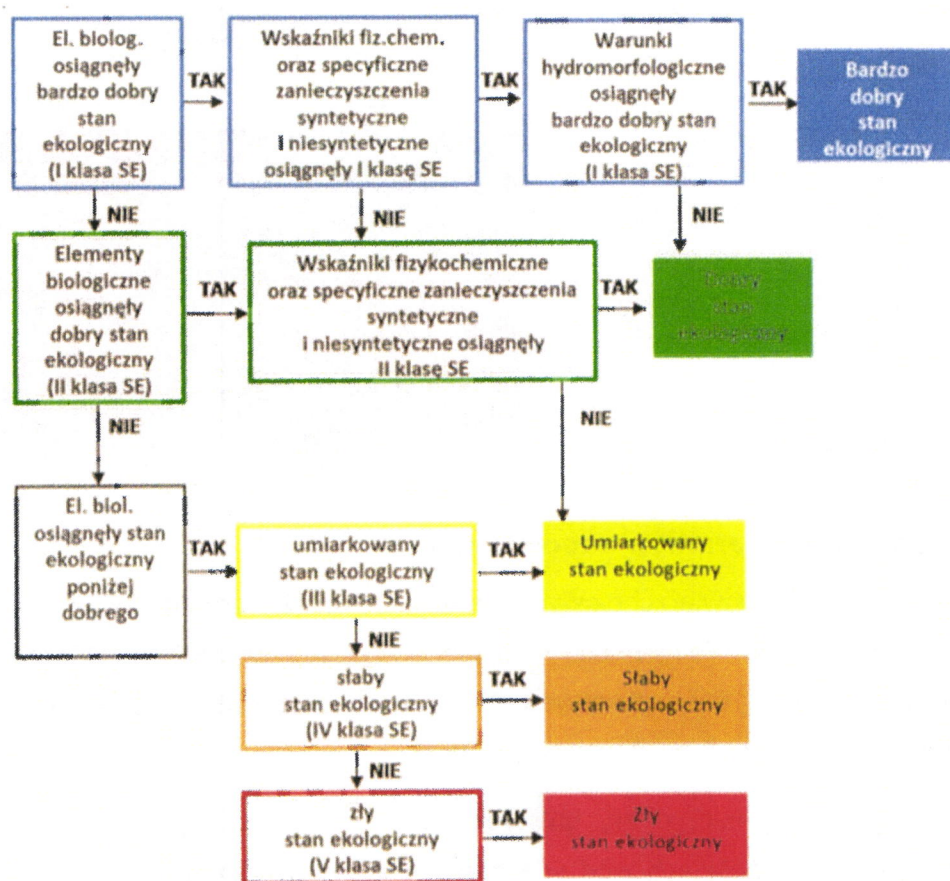 El. biolog.
osiągnęły
bardzo dobry
stan
ekologiczny
(I klasa SE)
TAK
Wskaźniki fiz.chem.
oraz specyficzne
zanieczyszczenia
syntetyczne
I niesyntetyczne
osiągnęły I klasę SE
TAK
Warunki
hydromorfologiczne
osiągnęły
bardzo dobry stan
ekologiczny
(I klasa SE)
TAK
Bardzo
dobry
stan
ekologiczny
NIE
NIE
NIE
Elementy
biologiczne
osiągnęły
dobry stan
ekologiczny
(II klasa SE)
TAK
Wskaźniki fizykochemiczne
oraz specyficzne zanieczyszczenia
syntetyczne
i niesyntetyczne osiągnęły
II klasę SE
TAK
Dobry
stan
ekologiczny
NIE
NIE
El. biol.
osiągnęły stan
ekologiczny
poniżej
dobrego
TAK
umiarkowany
stan ekologiczny
(III klasa SE)
TAK
Umiarkowany
stan ekologiczny
NIE
słaby
stan ekologiczny
(IV klasa SE)
TAK
Słaby
stan ekologiczny
NIE
zły
stan ekologiczny
(V klasa SE)
TAK
Zły
stan ekologiczny